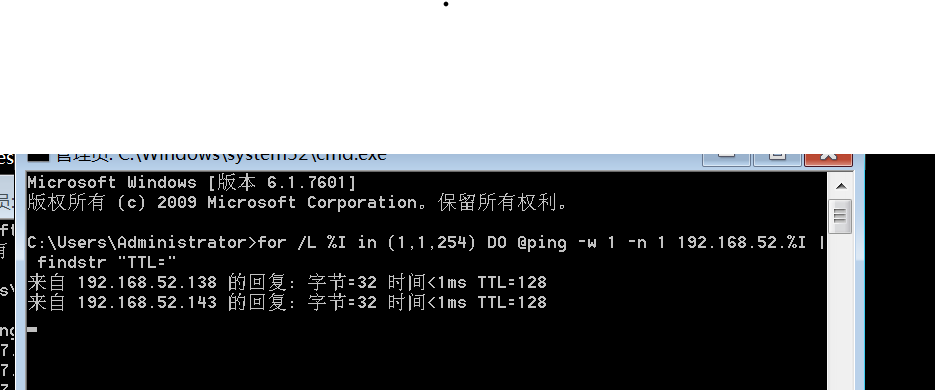 管理员: C:\Windows\system32\cmd.exe
Microsoft Windows [版本 6.1.7601]
版权所有 (c) 2009 Microsoft Corporation。保留所有权利。
C:\Users\Administrator>for /L %I in (1,1,254) DO @ping -w 1 -n 1 192.168.52.%I |
findstr "TTL="
来自 192.168.52.138 的回复: 字节=32 时间<1ms TTL=128
来自 192.168.52.143 的回复: 字节=32 时间<1ms TTL=128